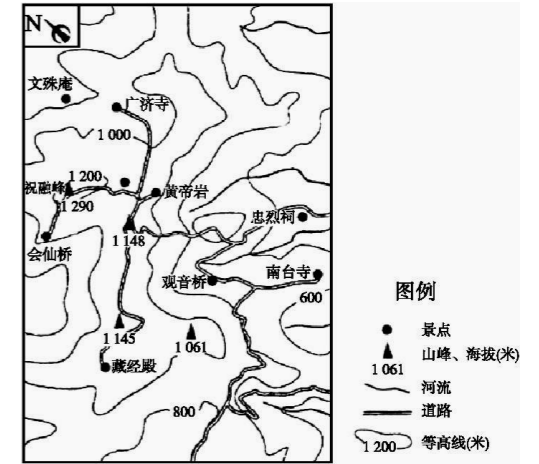 N
文殊庵
广济寺
1 000
1 200
祝融峰
黄帝岩
1 290
忠烈祠
1 148
会仙桥
南台寺
观音桥
600
1 145
1 061
藏经殿
800
图例
景点
山峰、海拔(米)
1 061
河流
道路
1 200 等高线(米)